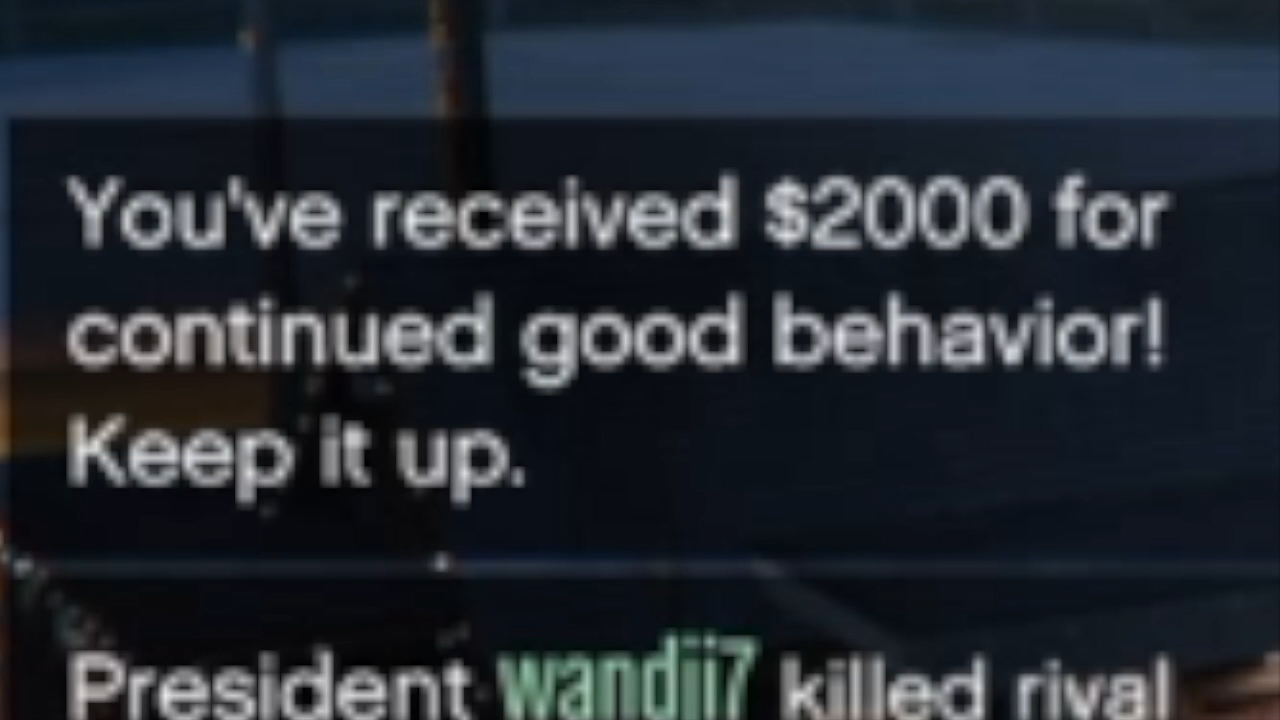 You've received $2000 for
continued good behavior!
Keep it up.
President wandii7 killed rival